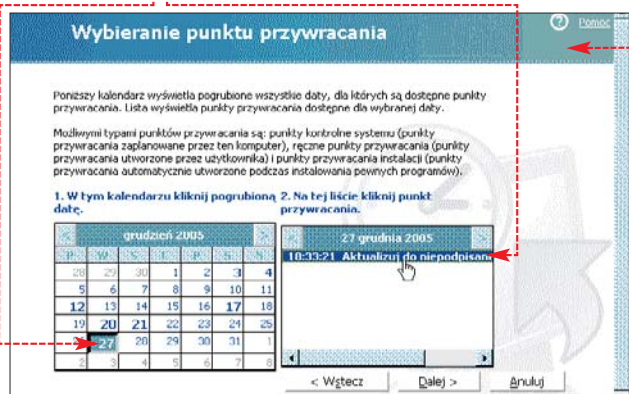 Wybieranie punktu przywracania
Pomoc
Poniższy kalendarz wyświetla pogrubione wszystkie daty, dla których są dostępne punkty
przywracania. Lista wyświetla punkty przywracania dostępne dla wybranej daty.
Możliwymi typami punktów przywracania są: punkty kontrolne systemu (punkty
przywracania zaplanowane przez ten komputer), ręczne punkty przywracania (punkty
przywracania utworzone przez użytkownika) i punkty przywracania instalacji (punkty
przywracania automatycznie utworzone podczas instalowania pewnych programów).
1. W tym kalendarzu kliknij pogrubioną
datę.
2. Na tej liście kliknij punkt
przywracania.
grudzień 2005
P. W. Ś. C. P. S. N.
28 29 30 1 2 3 4
5 6 7 8 9 10 11
12 13 14 15 16 17 18
19 20 21 22 23 24 25
27 28 29 30 31 1
2 3 4 5 6 7 8
27 grudnia 2005
10:33:21 Aktualizuj do niepodpisan
< Wstecz
Dalej >
Anuluj